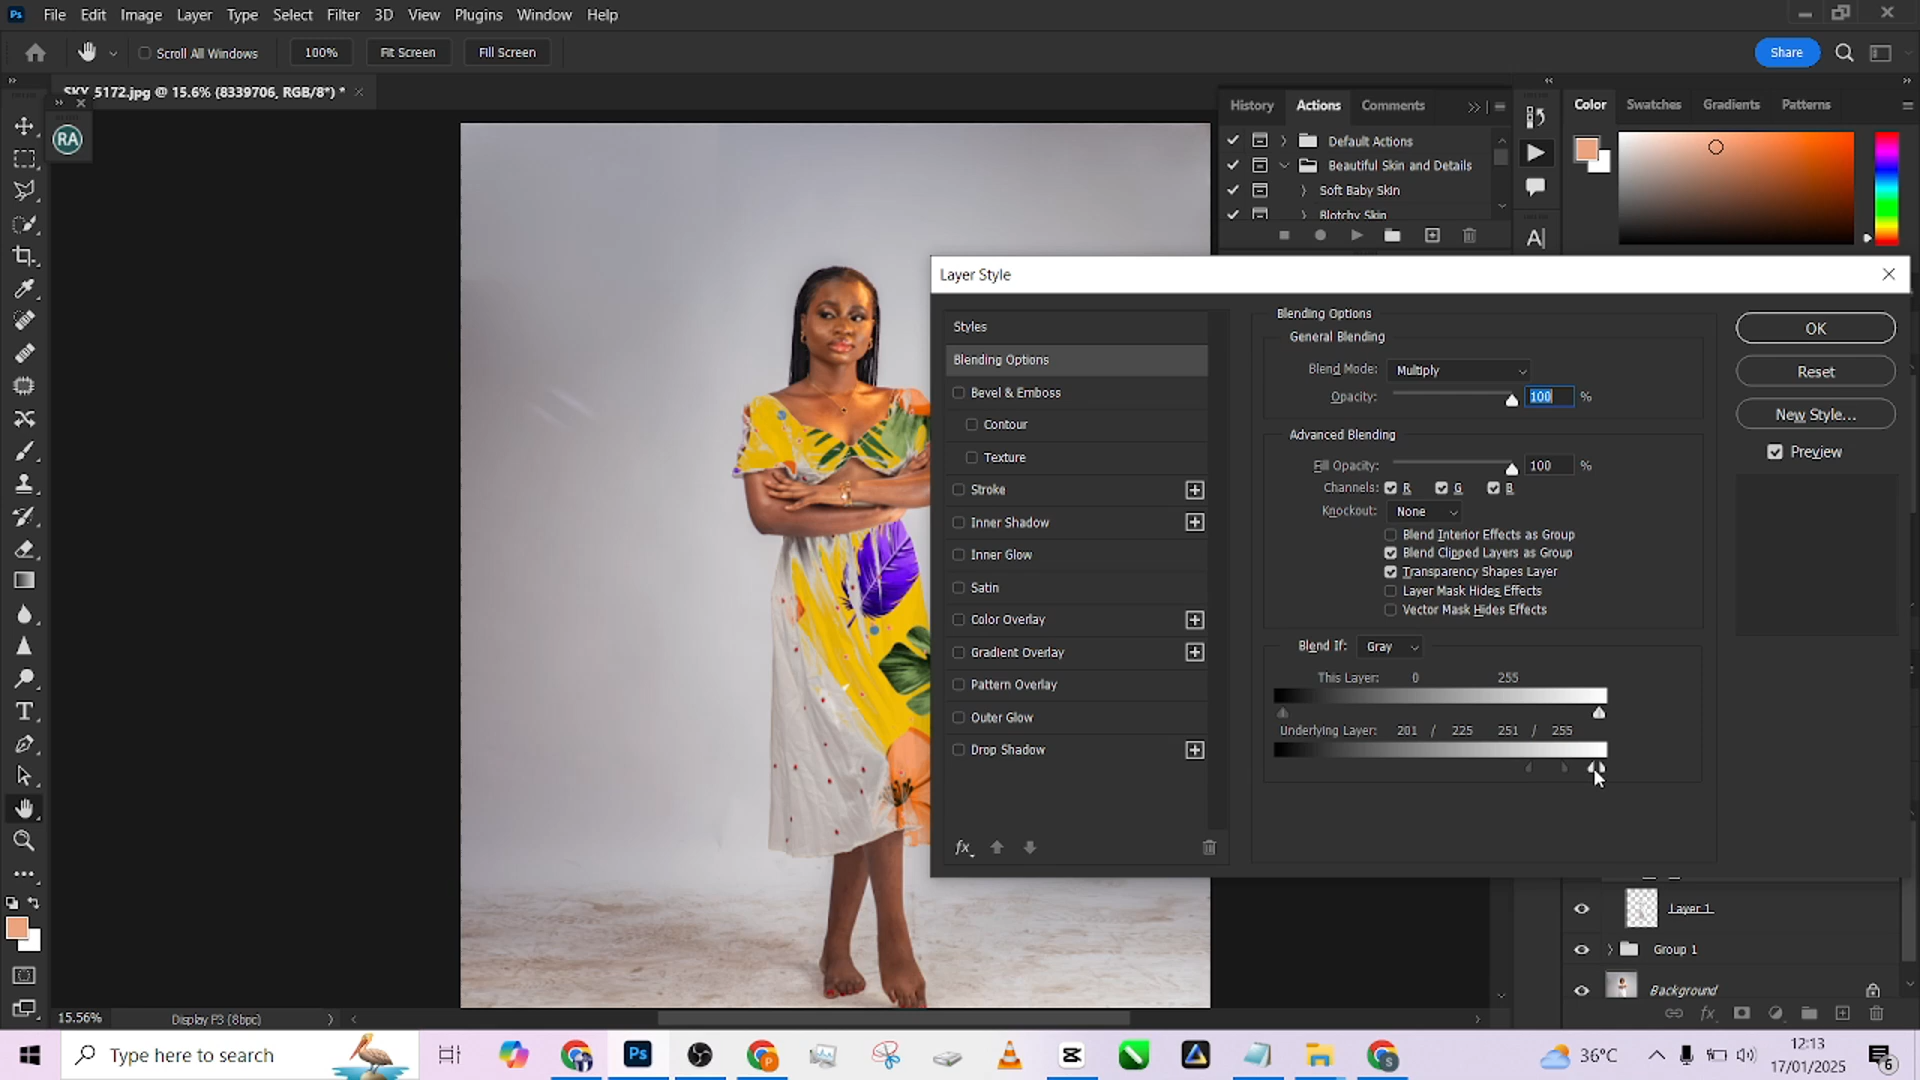 Ps File Edit Image Layer Type Select Filter 3D View Plugins Window Help
Scroll All Windows 100% Fit Screen Fill Screen Share
SKY_5172.jpg @ 15.6% (8339706, RGB/8*) *
RA
History Actions Comments
Default Actions
Beautiful Skin and Details
Soft Baby Skin
Blotchy Skin
Color Swatches Gradients Patterns
Layer Style
Styles
Blending Options
Bevel & Emboss
Contour
Texture
Stroke
Inner Shadow
Inner Glow
Satin
Color Overlay
Gradient Overlay
Pattern Overlay
Outer Glow
Drop Shadow
fx
Blending Options
General Blending
Blend Mode: Multiply
Opacity: 100 %
Advanced Blending
Fill Opacity: 100 %
Channels: R G B
Knockout: None
Blend Interior Effects as Group
Blend Clipped Layers as Group
Transparency Shapes Layer
Layer Mask Hides Effects
Vector Mask Hides Effects
Blend If: Gray
This Layer: 0 255
Underlying Layer: 201 / 225 251 / 255
OK
Reset
New Style...
Preview
Layer 1
Group 1
Background
fx
15.56% Display P3 (8bpc)
Type here to search
Ps
36°C
12:13
17/01/2025
6